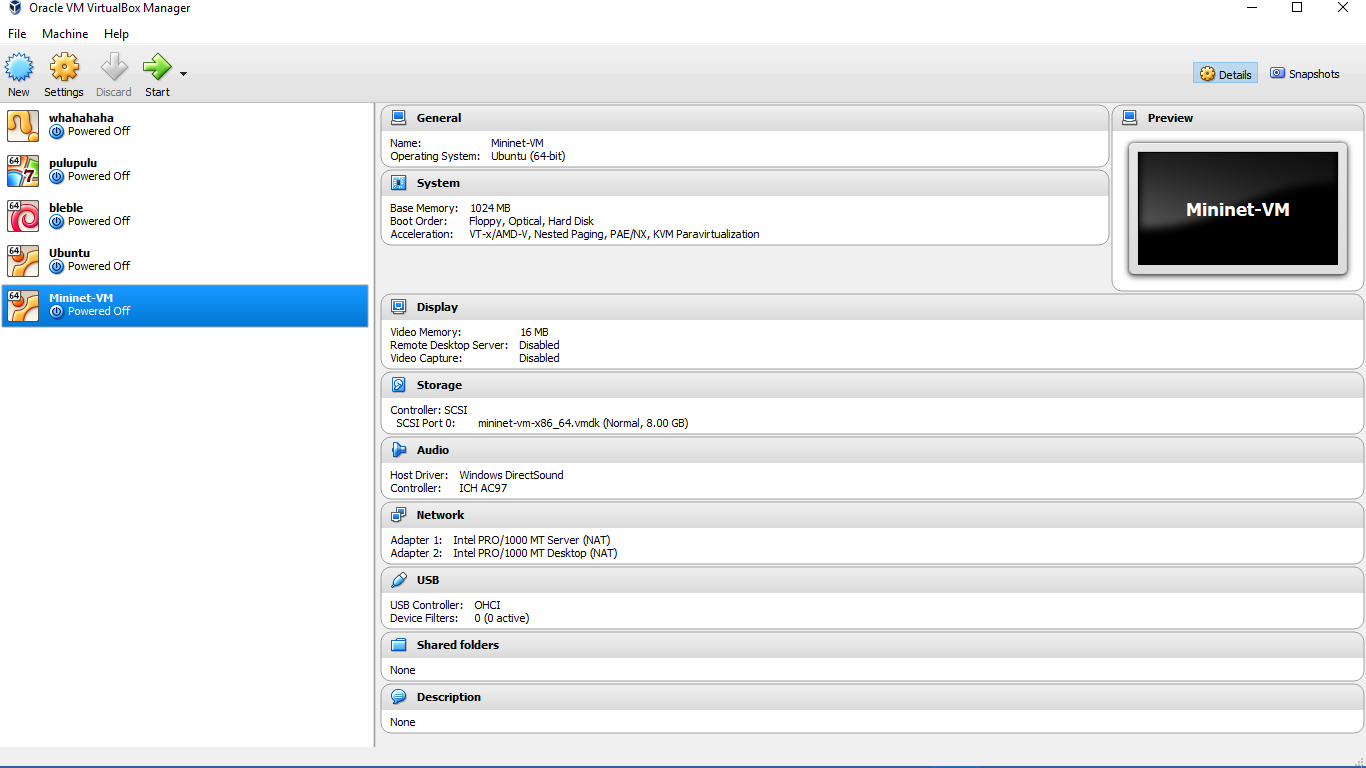 Oracle VM VirtualBox Manager
File Machine Help
New Settings Discard Start
Details Snapshots
whahahaha
Powered Off
64
7
pulupulu
Powered Off
64
bleble
Powered Off
64
Ubuntu
Powered Off
64
Mininet-VM
Powered Off
General
Name: Mininet-VM
Operating System: Ubuntu (64-bit)
System
Base Memory: 1024 MB
Boot Order: Floppy, Optical, Hard Disk
Acceleration: VT-x/AMD-V, Nested Paging, PAE/NX, KVM Paravirtualization
Preview
Mininet-VM
Display
Video Memory: 16 MB
Remote Desktop Server: Disabled
Video Capture: Disabled
Storage
Controller: SCSI
SCSI Port 0: mininet-vm-x86_64.vmdk (Normal, 8.00 GB)
Audio
Host Driver: Windows DirectSound
Controller: ICH AC97
Network
Adapter 1: Intel PRO/1000 MT Server (NAT)
Adapter 2: Intel PRO/1000 MT Desktop (NAT)
USB
USB Controller: OHCI
Device Filters: 0 (0 active)
Shared folders
None
Description
None